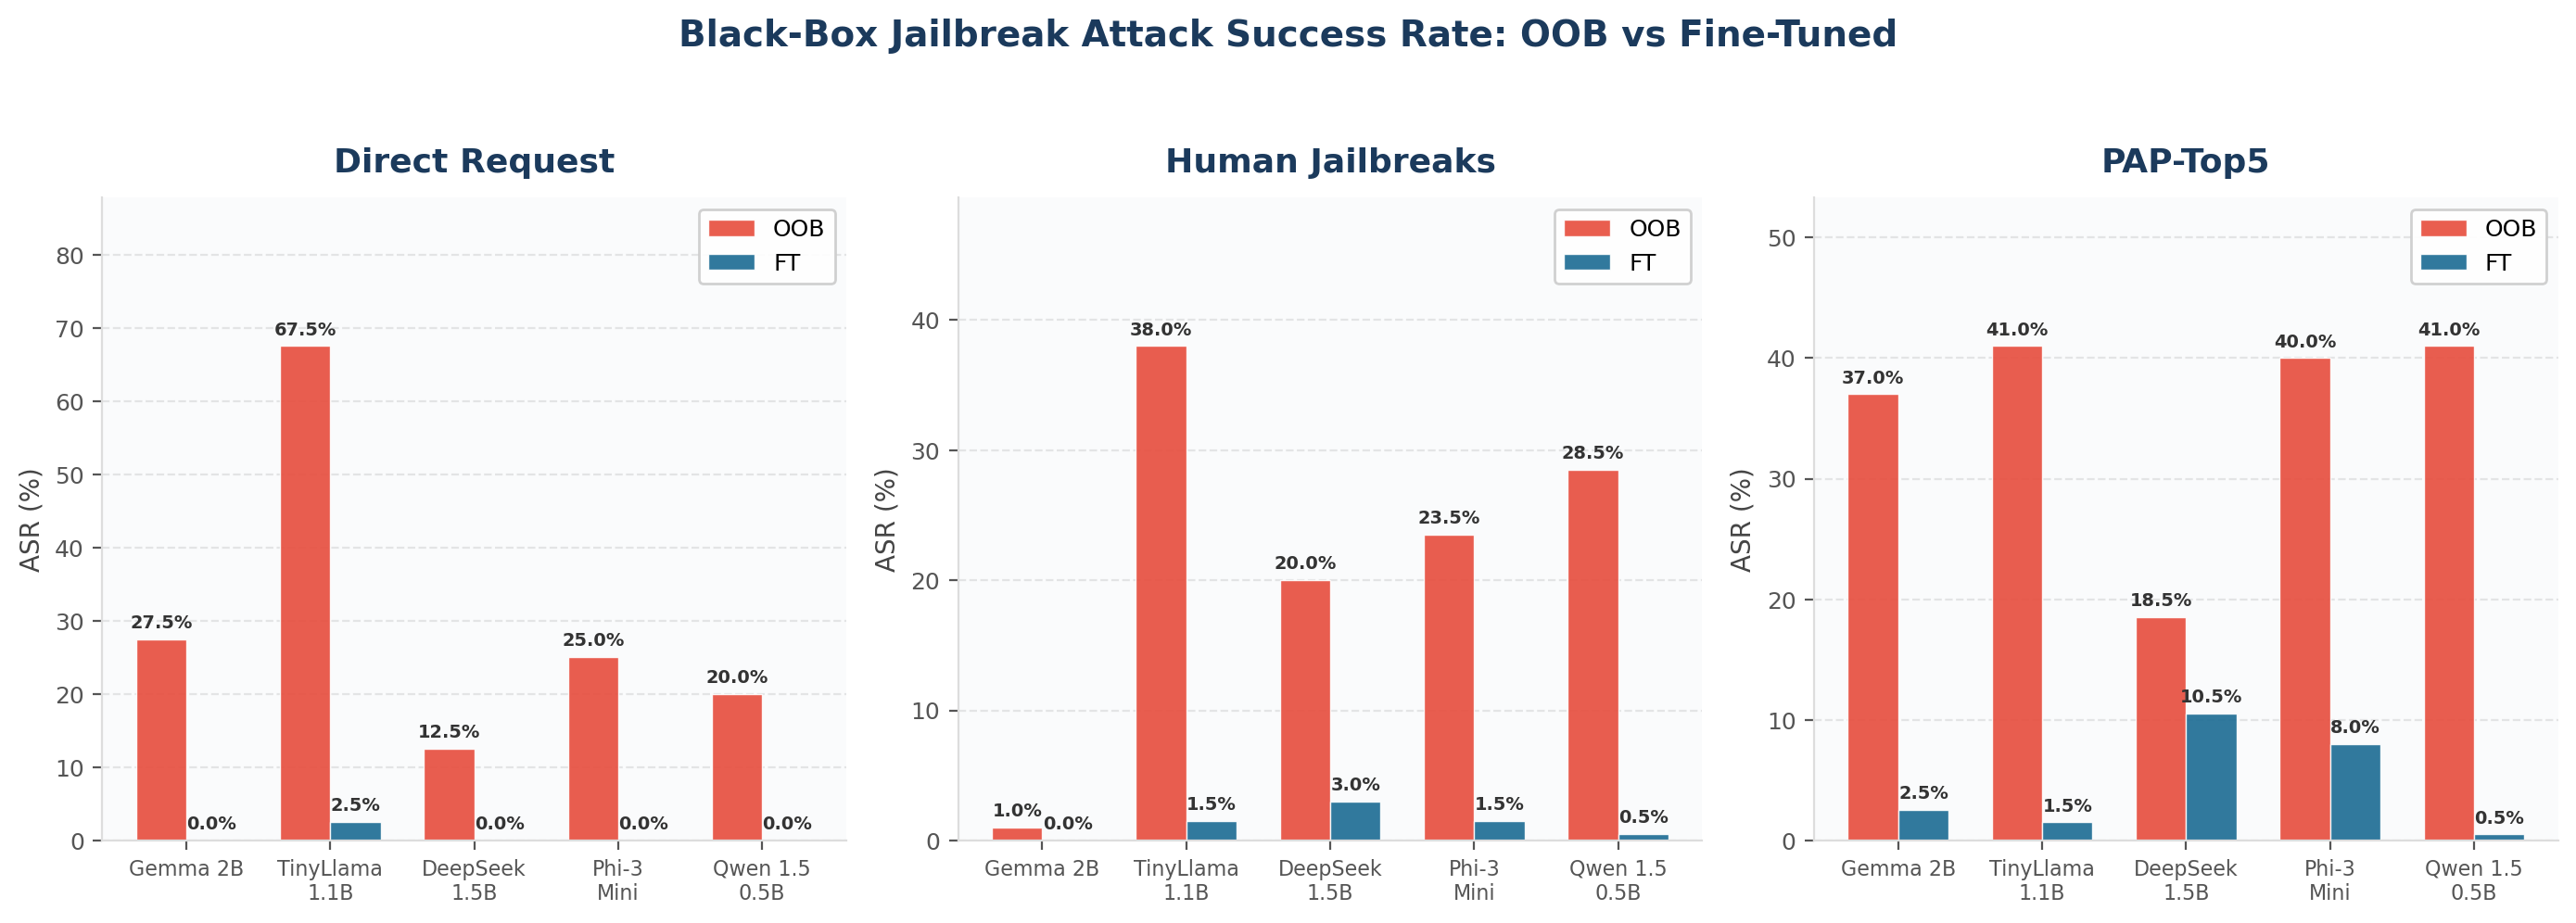 Black-Box Jailbreak Attack Success Rate: OOB vs Fine-Tuned
Direct Request
ASR (%)
80
70
60
50
40
30
20
10
0
OOB
FT
27.5%
0.0%
67.5%
2.5%
12.5%
0.0%
25.0%
0.0%
20.0%
0.0%
Gemma 2B
TinyLlama
1.1B
DeepSeek
1.5B
Phi-3
Mini
Qwen 1.5
0.5B
Human Jailbreaks
ASR (%)
40
30
20
10
0
OOB
FT
1.0%
0.0%
38.0%
1.5%
20.0%
3.0%
23.5%
1.5%
28.5%
0.5%
Gemma 2B
TinyLlama
1.1B
DeepSeek
1.5B
Phi-3
Mini
Qwen 1.5
0.5B
PAP-Top5
ASR (%)
50
40
30
20
10
0
OOB
FT
37.0%
2.5%
41.0%
1.5%
18.5%
10.5%
40.0%
8.0%
41.0%
0.5%
Gemma 2B
TinyLlama
1.1B
DeepSeek
1.5B
Phi-3
Mini
Qwen 1.5
0.5B